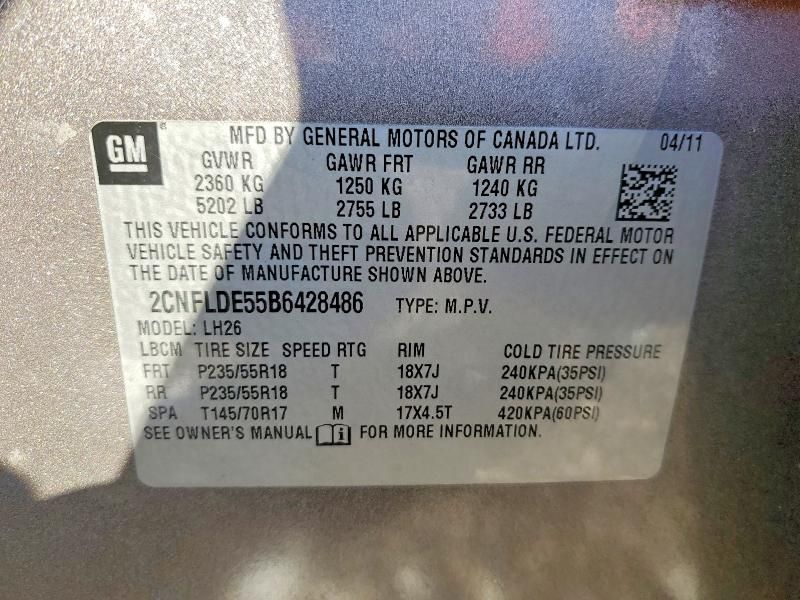 GM
MFD BY GENERAL MOTORS OF CANADA LTD. 04/11
GVWR GAWR FRT GAWR RR
2360 KG 1250 KG 1240 KG
5202 LB 2755 LB 2733 LB
THIS VEHICLE CONFORMS TO ALL APPLICABLE U.S. FEDERAL MOTOR
VEHICLE SAFETY AND THEFT PREVENTION STANDARDS IN EFFECT ON
THE DATE OF MANUFACTURE SHOWN ABOVE.
2CNFLDE55B6428486 TYPE: M.P.V.
MODEL: LH26
LBCM TIRE SIZE SPEED RTG RIM COLD TIRE PRESSURE
FRT P235/55R18 T 18X7J 240KPA(35PSI)
RR P235/55R18 T 18X7J 240KPA(35PSI)
SPA T145/70R17 M 17X4.5T 420KPA(60PSI)
SEE OWNER'S MANUAL i FOR MORE INFORMATION.